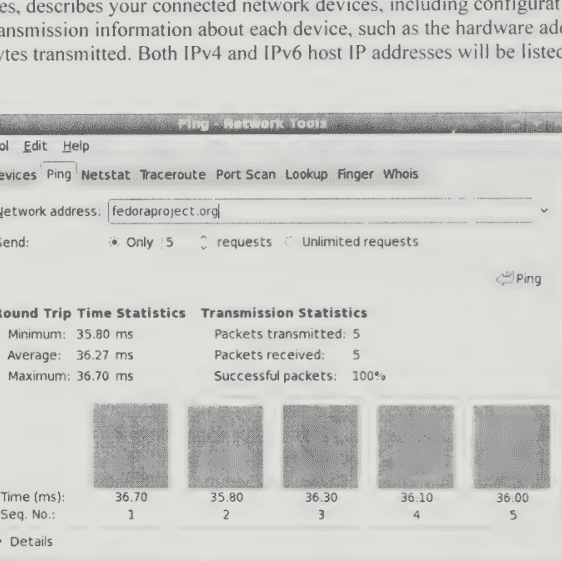 es, describes your connected network devices, including configurat
ansmission information about each device, such as the hardware add
ytes transmitted. Both IPv4 and IPv6 host IP addresses will be listed
Ping - Network Tools
ol Edit Help
evices Ping Netstat Traceroute Port Scan Lookup Finger Whois
Network address: fedoraproject.org
Send: Only 5 requests Unlimited requests
Ping
Round Trip Time Statistics Transmission Statistics
Minimum: 35.80 ms Packets transmitted: 5
Average: 36.27 ms Packets received: 5
Maximum: 36.70 ms Successful packets: 100%
Time (ms): 36.70 35.80 36.30 36.10 36.00
Seq. No.: 1 2 3 4 5
Details